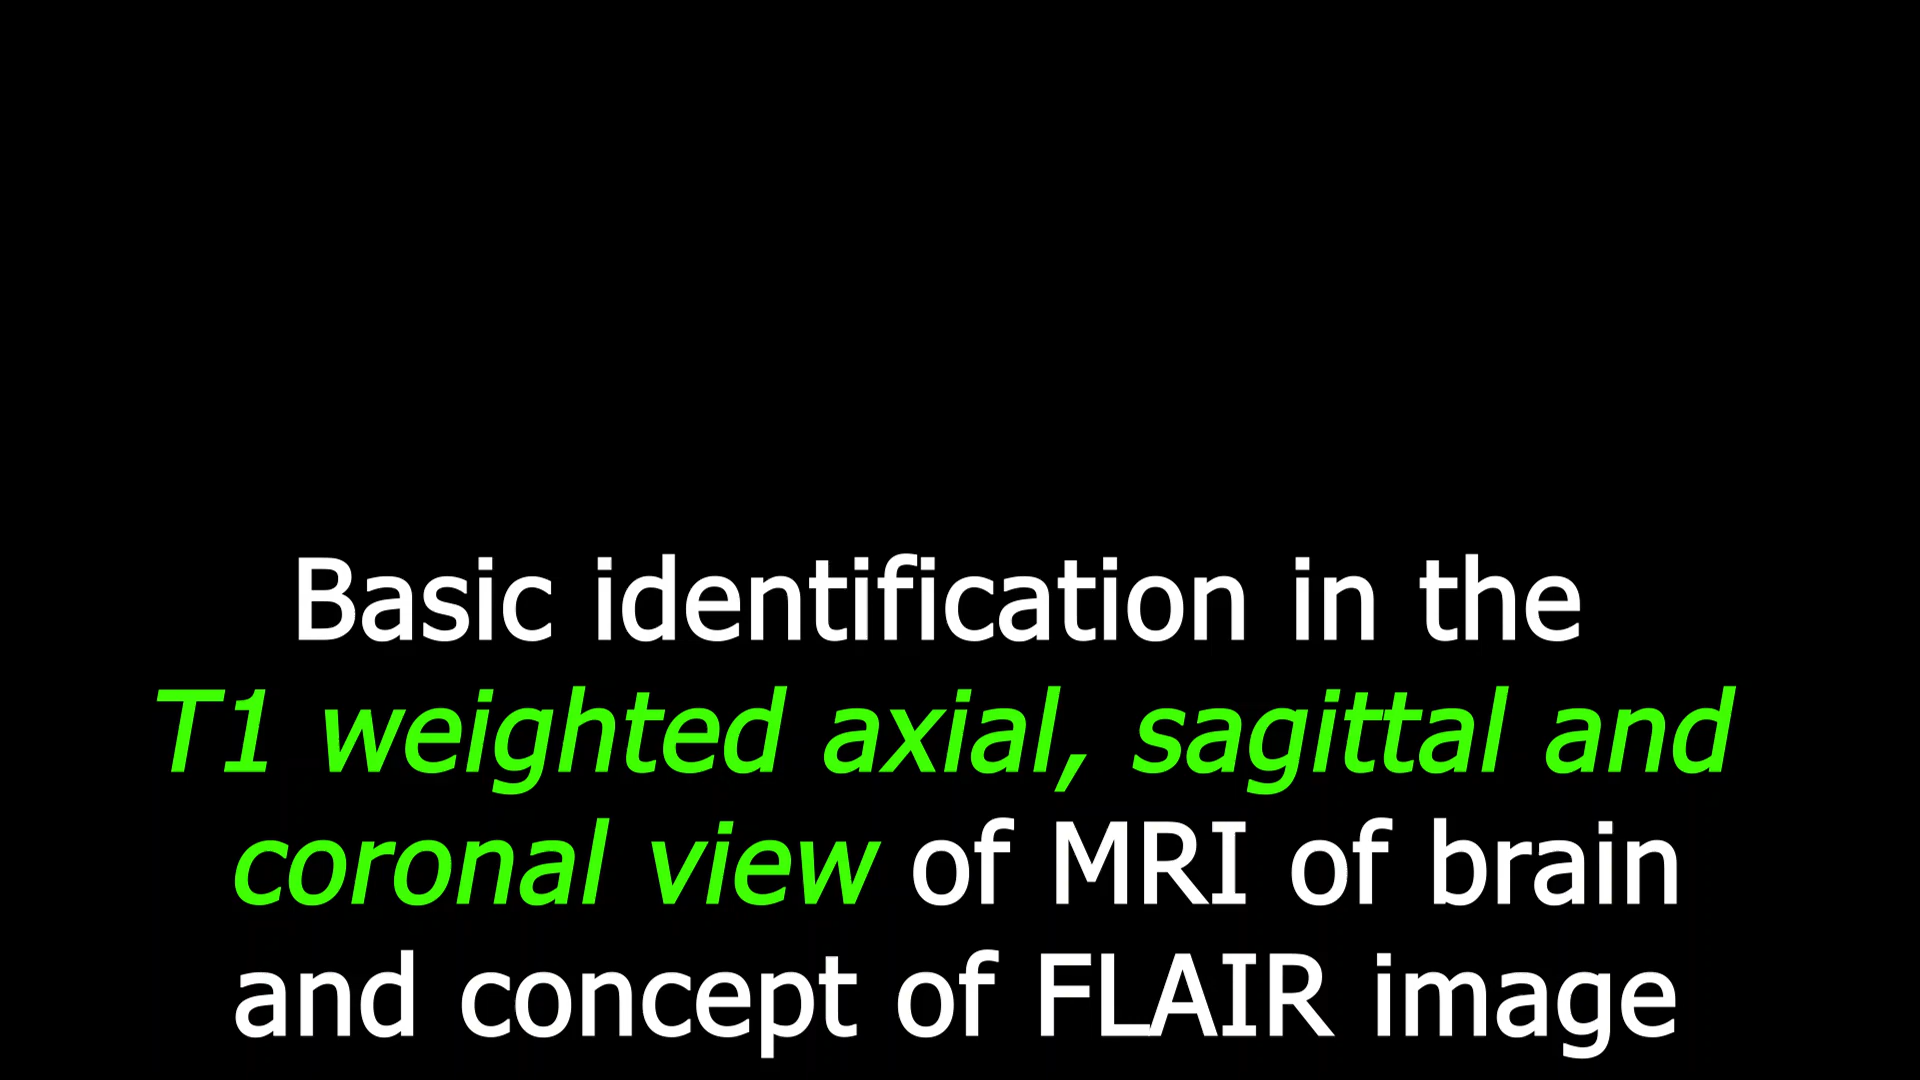 Basic identification in the
T1 weighted axial, sagittal and
coronal view of MRI of brain
and concept of FLAIR image